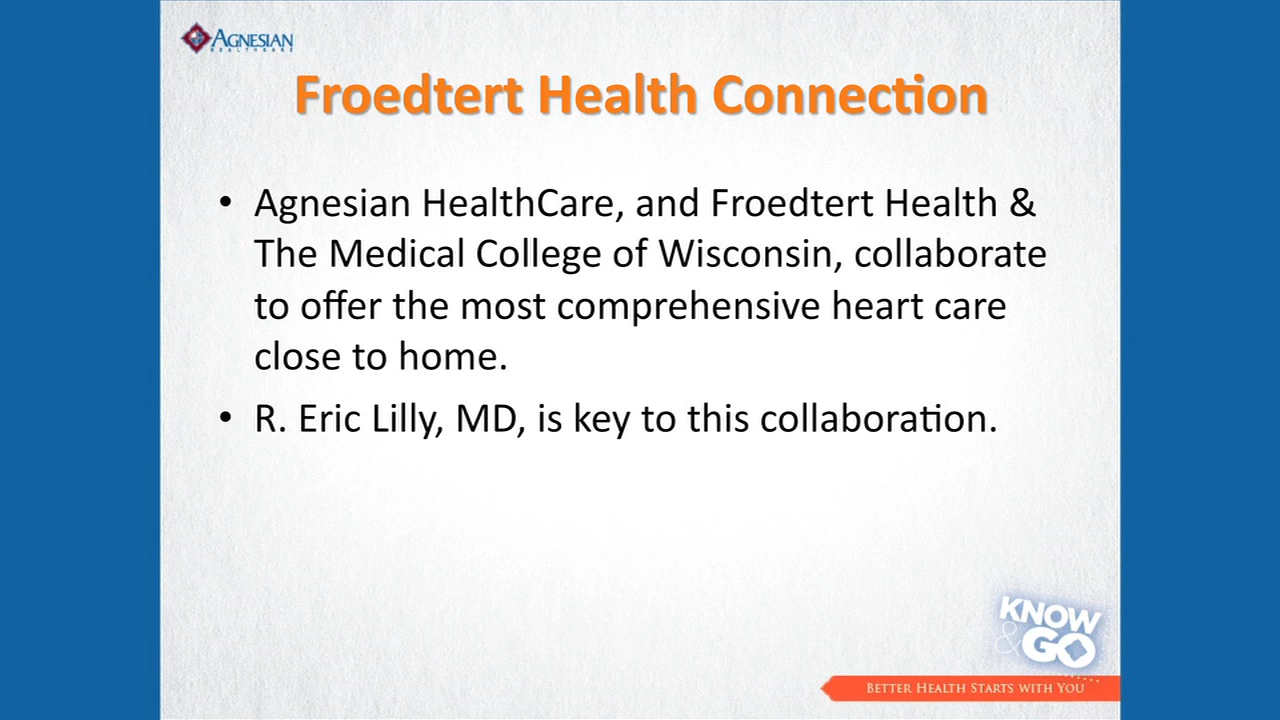 AGNESIAN
HEALTHCARE
Froedtert Health Connection
• Agnesian HealthCare, and Froedtert Health &
The Medical College of Wisconsin, collaborate
to offer the most comprehensive heart care
close to home.
• R. Eric Lilly, MD, is key to this collaboration.
KNOW
& GO
BETTER HEALTH STARTS WITH YOU